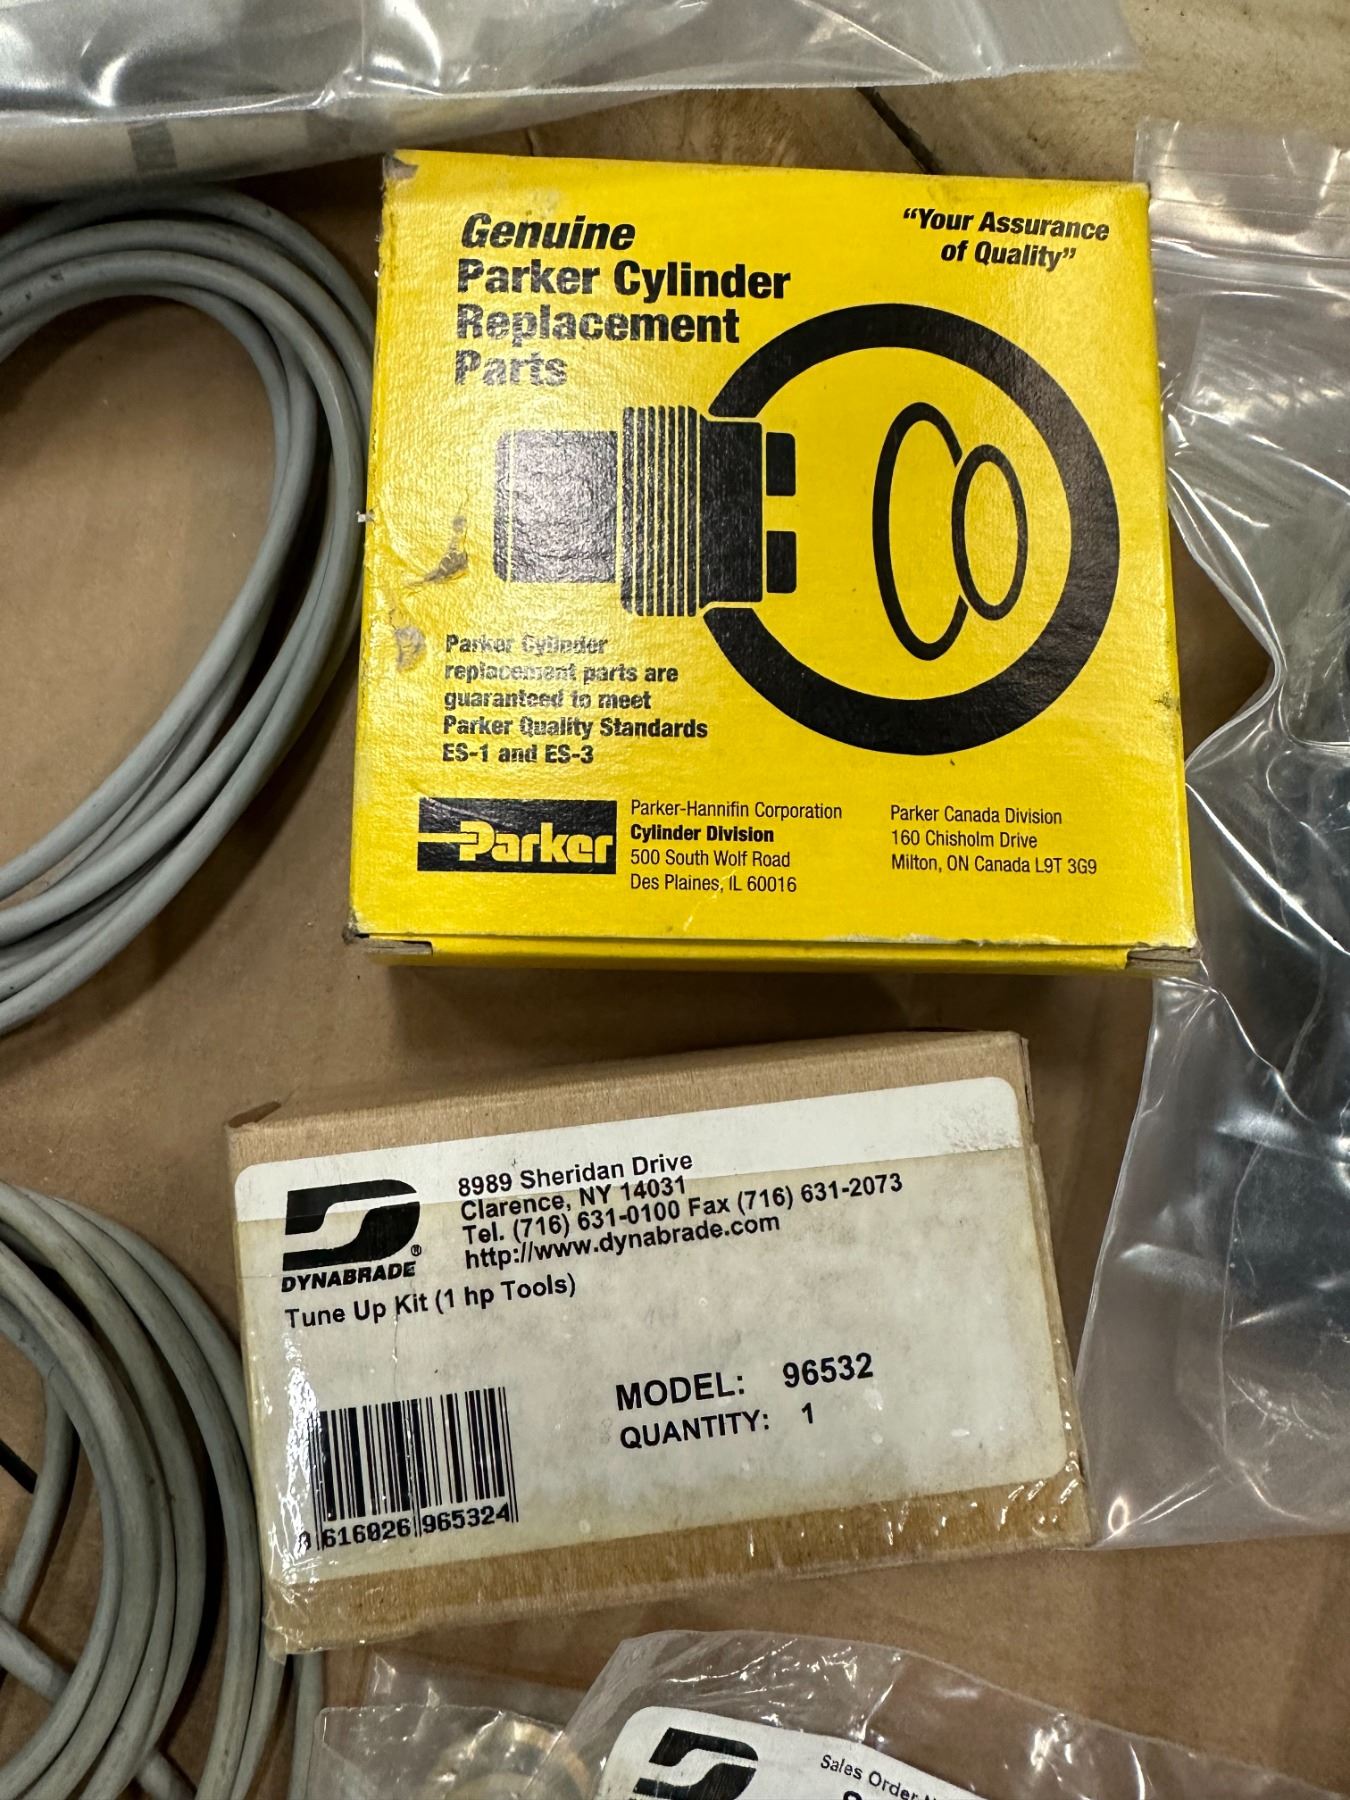 Genuine
Parker Cylinder
Replacement
Parts
"Your Assurance
of Quality"
Parker Cylinder
replacement parts are
guaranteed to meet
Parker Quality Standards
ES-1 and ES-3
Parker
Parker-Hannifin Corporation
Cylinder Division
500 South Wolf Road
Des Plaines, IL 60016
Parker Canada Division
160 Chisholm Drive
Milton, ON Canada L9T 3G9
DYNABRADE®
8989 Sheridan Drive
Clarence, NY 14031
Tel. (716) 631-0100 Fax (716) 631-2073
http://www.dynabrade.com
Tune Up Kit (1 hp Tools)
MODEL: 96532
QUANTITY: 1
0 616026 965324
Sales Order